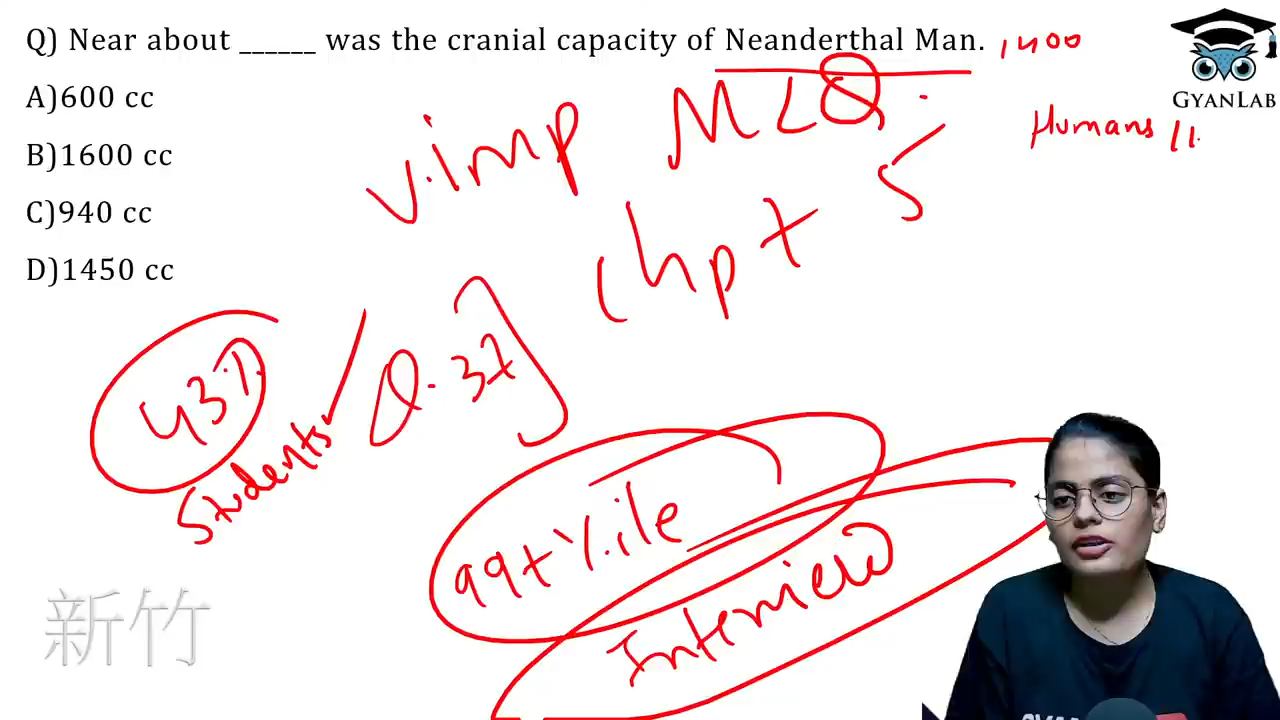 Q) Near about ______ was the cranial capacity of Neanderthal Man. 1400
GYANLAB
A)600 cc
v.imp MCQ.
Humans
B)1600 cc
chpt 5
C)940 cc
D)1450 cc
Q. 37]
43%
Students
99+%ile
Interview
新竹